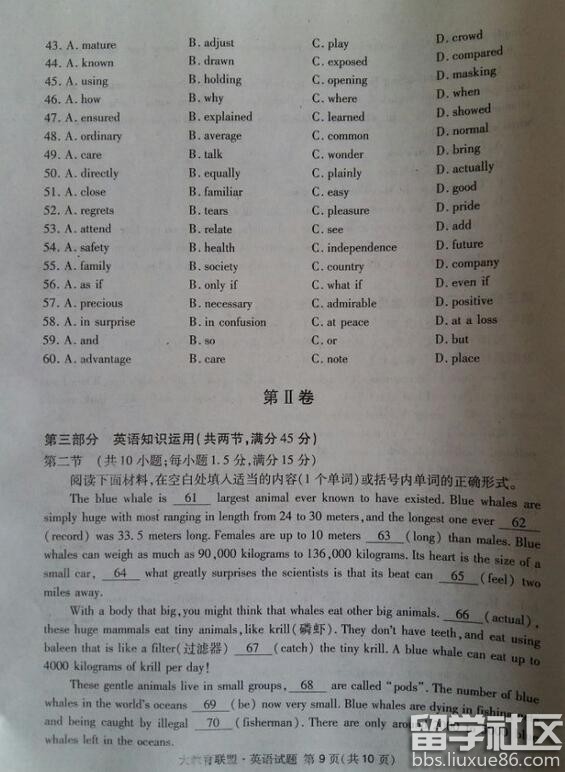 43. A. mature B. adjust C. play D. crowd
44. A. known B. drawn C. exposed D. compared
45. A. using B. holding C. opening D. masking
46. A. how B. why C. where D. when
47. A. ensured B. explained C. learned D. showed
48. A. ordinary B. average C. common D. normal
49. A. care B. talk C. wonder D. bring
50. A. directly B. equally C. plainly D. actually
51. A. close B. familiar C. easy D. good
52. A. regrets B. tears C. pleasure D. pride
53. A. attend B. relate C. see D. add
54. A. safety B. health C. independence D. future
55. A. family B. society C. country D. company
56. A. as if B. only if C. what if D. even if
57. A. precious B. necessary C. admirable D. positive
58. A. in surprise B. in confusion C. at peace D. at a loss
59. A. and B. so C. or D. but
60. A. advantage B. care C. note D. place
第Ⅱ卷
第三部分 英语知识运用(共两节,满分45分)
第二节 (共10小题;每小题1.5分,满分15分)
阅读下面材料,在空白处填入适当的内容(1个单词)或括号内单词的正确形式。
The blue whale is 61 largest animal ever known to have existed. Blue whales are
simply huge with most ranging in length from 24 to 30 meters, and the longest one ever 62
(record) was 33.5 meters long. Females are up to 10 meters 63 (long) than males. Blue
whales can weigh as much as 90,000 kilograms to 136,000 kilograms. Its heart is the size of a
small car, 64 what greatly surprises the scientists is that its beat can 65 (feel) two
miles away.
With a body that big, you might think that whales eat other big animals. 66 (actual),
these huge mammals eat tiny animals, like krill(磷虾). They don't have teeth, and eat using
baleen that is like a filter(过滤器) 67 (catch) the tiny krill. A blue whale can eat up to
4000 kilograms of krill per day!
These gentle animals live in small groups, 68 are called "pods". The number of blue
whales in the world's oceans 69 (be) now very small. Blue whales are dying in fishing
and being caught by illegal 70 (fisherman). There are only
whales left in the oceans.
大教育联盟·英语试题 第9页(共10页)
留学社区
bbs.liuxue86.com